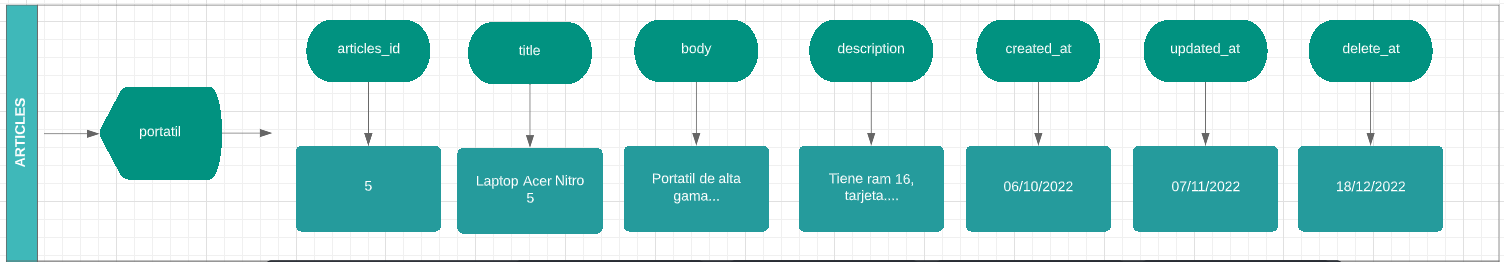 ARTICLES
portatil
articles_id
title
body
description
created_at
updated_at
delete_at
5
Laptop Acer Nitro
5
Portatil de alta
gama...
Tiene ram 16,
tarjeta....
06/10/2022
07/11/2022
18/12/2022